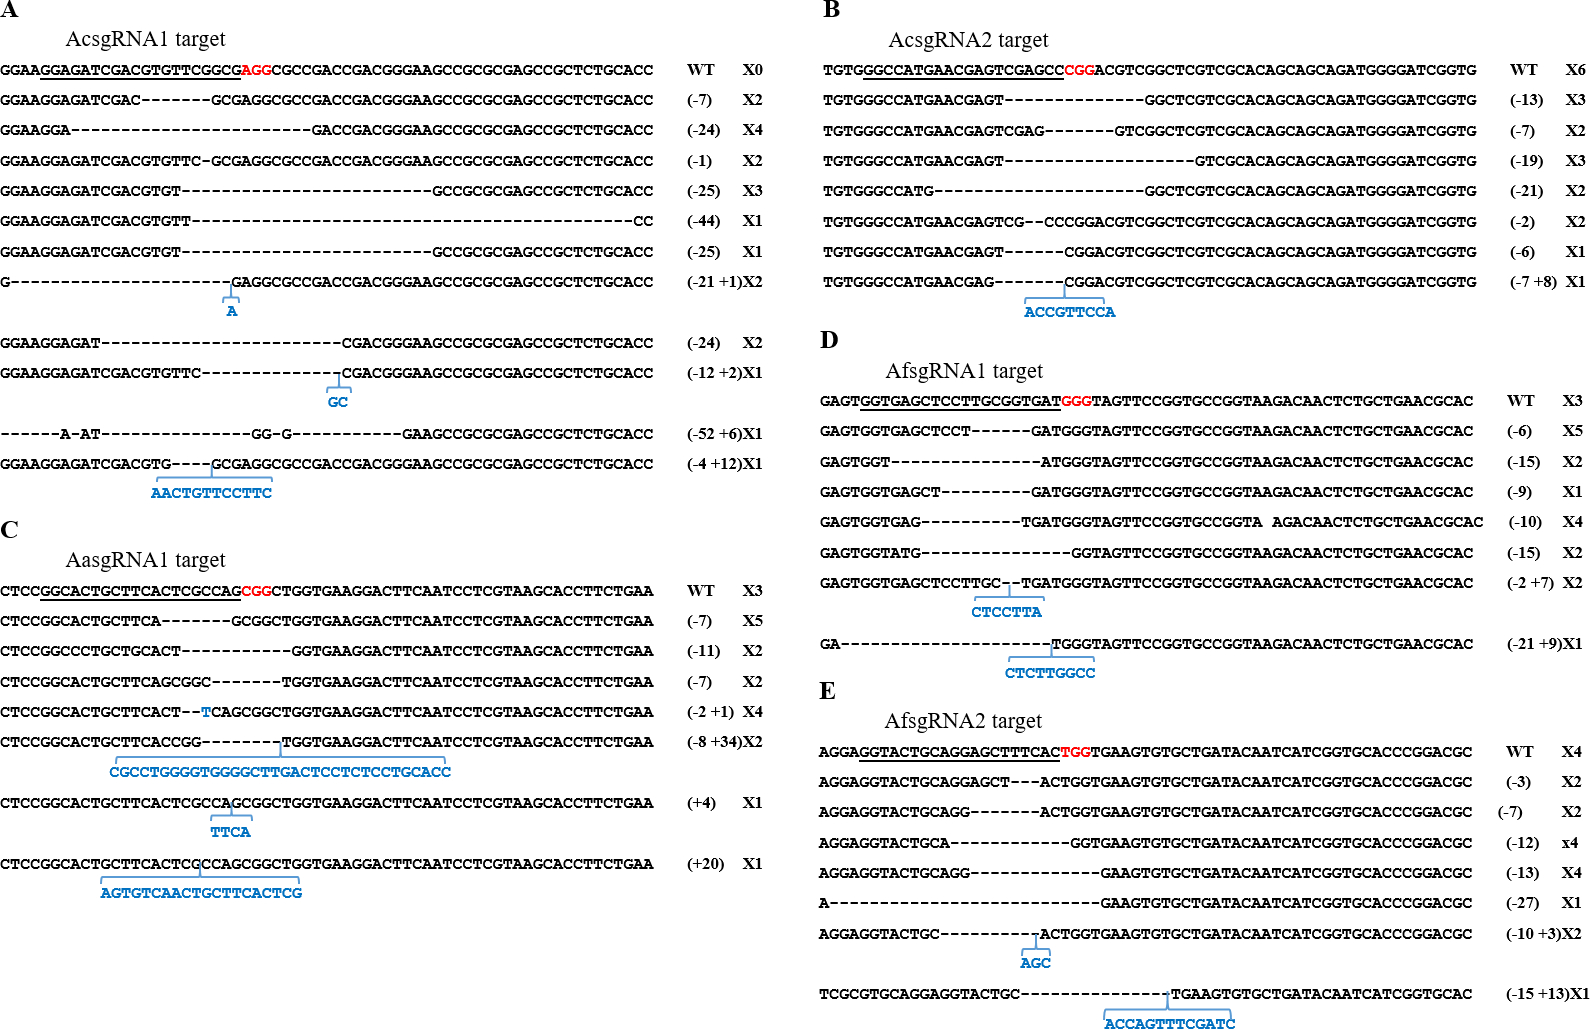 A
AcsgRNA1 target
GGAAGGAGATCGACGTGTTCGGCGAGGCGCCGACCGACGGGAAGCCGCGCGAGCCGCTCTGCACC WT X0
GGAAGGAGATCGAC-------GCGAGGCGCCGACCGACGGGAAGCCGCGCGAGCCGCTCTGCACC (-7) X2
GGAAGGA------------------------GACCGACGGGAAGCCGCGCGAGCCGCTCTGCACC (-24) X4
GGAAGGAGATCGACGTGTTC-GCGAGGCGCCGACCGACGGGAAGCCGCGCGAGCCGCTCTGCACC (-1) X2
GGAAGGAGATCGACGTGT-------------------------GCCGCGCGAGCCGCTCTGCACC (-25) X3
GGAAGGAGATCGACGTGTT--------------------------------------------CC (-44) X1
GGAAGGAGATCGACGTGT-------------------------GCCGCGCGAGCCGCTCTGCACC (-25) X1
G----------------------GAGGCGCCGACCGACGGGAAGCCGCGCGAGCCGCTCTGCACC (-21 +1)X2
A
GGAAGGAGAT------------------------CGACGGGAAGCCGCGCGAGCCGCTCTGCACC (-24) X2
GGAAGGAGATCGACGTGTTC--------------CGACGGGAAGCCGCGCGAGCCGCTCTGCACC (-12 +2)X1
GC
------A-AT---------------GG-G-----------GAAGCCGCGCGAGCCGCTCTGCACC (-52 +6)X1
GGAAGGAGATCGACGTG----GCGAGGCGCCGACCGACGGGAAGCCGCGCGAGCCGCTCTGCACC (-4 +12)X1
AACTGTTCCTTC
B
AcsgRNA2 target
TGTGGGCCATGAACGAGTCGAGCCCGGACGTCGGCTCGTCGCACAGCAGCAGATGGGGATCGGTG WT X6
TGTGGGCCATGAACGAGT--------------GGCTCGTCGCACAGCAGCAGATGGGGATCGGTG (-13) X3
TGTGGGCCATGAACGAGTCGAG-------GTCGGCTCGTCGCACAGCAGCAGATGGGGATCGGTG (-7) X2
TGTGGGCCATGAACGAGT-------------------GTCGCACAGCAGCAGATGGGGATCGGTG (-19) X3
TGTGGGCCATG---------------------GGCTCGTCGCACAGCAGCAGATGGGGATCGGTG (-21) X2
TGTGGGCCATGAACGAGTCG--CCCGGACGTCGGCTCGTCGCACAGCAGCAGATGGGGATCGGTG (-2) X2
TGTGGGCCATGAACGAGT------CGGACGTCGGCTCGTCGCACAGCAGCAGATGGGGATCGGTG (-6) X1
TGTGGGCCATGAACGAG-------CGGACGTCGGCTCGTCGCACAGCAGCAGATGGGGATCGGTG (-7 +8) X1
ACCGTTCCA
C
AasgRNA1 target
CTCCGGCACTGCTTCACTCGCCAGCGGCTGGTGAAGGACTTCAATCCTCGTAAGCACCTTCTGAA WT X3
CTCCGGCACTGCTTCA-------GCGGCTGGTGAAGGACTTCAATCCTCGTAAGCACCTTCTGAA (-7) X5
CTCCGGCCCTGCTGCACT-----------GGTGAAGGACTTCAATCCTCGTAAGCACCTTCTGAA (-11) X2
CTCCGGCACTGCTTCAGCGGC-------TGGTGAAGGACTTCAATCCTCGTAAGCACCTTCTGAA (-7) X2
CTCCGGCACTGCTTCACT--TCAGCGGCTGGTGAAGGACTTCAATCCTCGTAAGCACCTTCTGAA (-2 +1) X4
CTCCGGCACTGCTTCACCGG--------TGGTGAAGGACTTCAATCCTCGTAAGCACCTTCTGAA (-8 +34)X2
CGCCTGGGGTGGGGCTTGACTCCTCTCCTGCACC
CTCCGGCACTGCTTCACTCGCCAGCGGCTGGTGAAGGACTTCAATCCTCGTAAGCACCTTCTGAA (+4) X1
TTCA
CTCCGGCACTGCTTCACTCGCCAGCGGCTGGTGAAGGACTTCAATCCTCGTAAGCACCTTCTGAA (+20) X1
AGTGTCAACTGCTTCACTCG
D
AfsgRNA1 target
GAGTGGTGAGCTCCTTGCGGTGATGGGTAGTTCCGGTGCCGGTAAGACAACTCTGCTGAACGCAC WT X3
GAGTGGTGAGCTCCT------GATGGGTAGTTCCGGTGCCGGTAAGACAACTCTGCTGAACGCAC (-6) X5
GAGTGGT---------------ATGGGTAGTTCCGGTGCCGGTAAGACAACTCTGCTGAACGCAC (-15) X2
GAGTGGTGAGCT---------GATGGGTAGTTCCGGTGCCGGTAAGACAACTCTGCTGAACGCAC (-9) X1
GAGTGGTGAG----------TGATGGGTAGTTCCGGTGCCGGTA AGACAACTCTGCTGAACGCAC (-10) X4
GAGTGGTATG---------------GGTAGTTCCGGTGCCGGTAAGACAACTCTGCTGAACGCAC (-15) X2
GAGTGGTGAGCTCCTTGC--TGATGGGTAGTTCCGGTGCCGGTAAGACAACTCTGCTGAACGCAC (-2 +7) X2
CTCCTTA
GA---------------------TGGGTAGTTCCGGTGCCGGTAAGACAACTCTGCTGAACGCAC (-21 +9)X1
CTCTTGGCC
E
AfsgRNA2 target
AGGAGGTACTGCAGGAGCTTTCACTGGTGAAGTGTGCTGATACAATCATCGGTGCACCCGGACGC WT X4
AGGAGGTACTGCAGGAGCT---ACTGGTGAAGTGTGCTGATACAATCATCGGTGCACCCGGACGC (-3) X2
AGGAGGTACTGCAGG-------ACTGGTGAAGTGTGCTGATACAATCATCGGTGCACCCGGACGC (-7) X2
AGGAGGTACTGCA------------GGTGAAGTGTGCTGATACAATCATCGGTGCACCCGGACGC (-12) x4
AGGAGGTACTGCAGG-------------GAAGTGTGCTGATACAATCATCGGTGCACCCGGACGC (-13) X4
A---------------------------GAAGTGTGCTGATACAATCATCGGTGCACCCGGACGC (-27) X1
AGGAGGTACTGC----------ACTGGTGAAGTGTGCTGATACAATCATCGGTGCACCCGGACGC (-10 +3)X2
AGC
TCGCGTGCAGGAGGTACTGC---------------TGAAGTGTGCTGATACAATCATCGGTGCAC (-15 +13)X1
ACCAGTTTCGATC